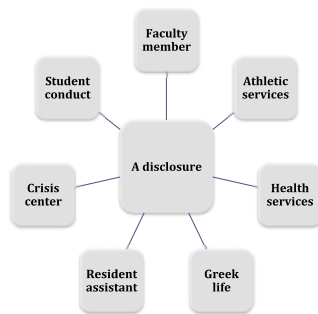 Faculty
member
Athletic
services
Health
services
Greek
life
Resident
assistant
Crisis
center
Student
conduct
A disclosure